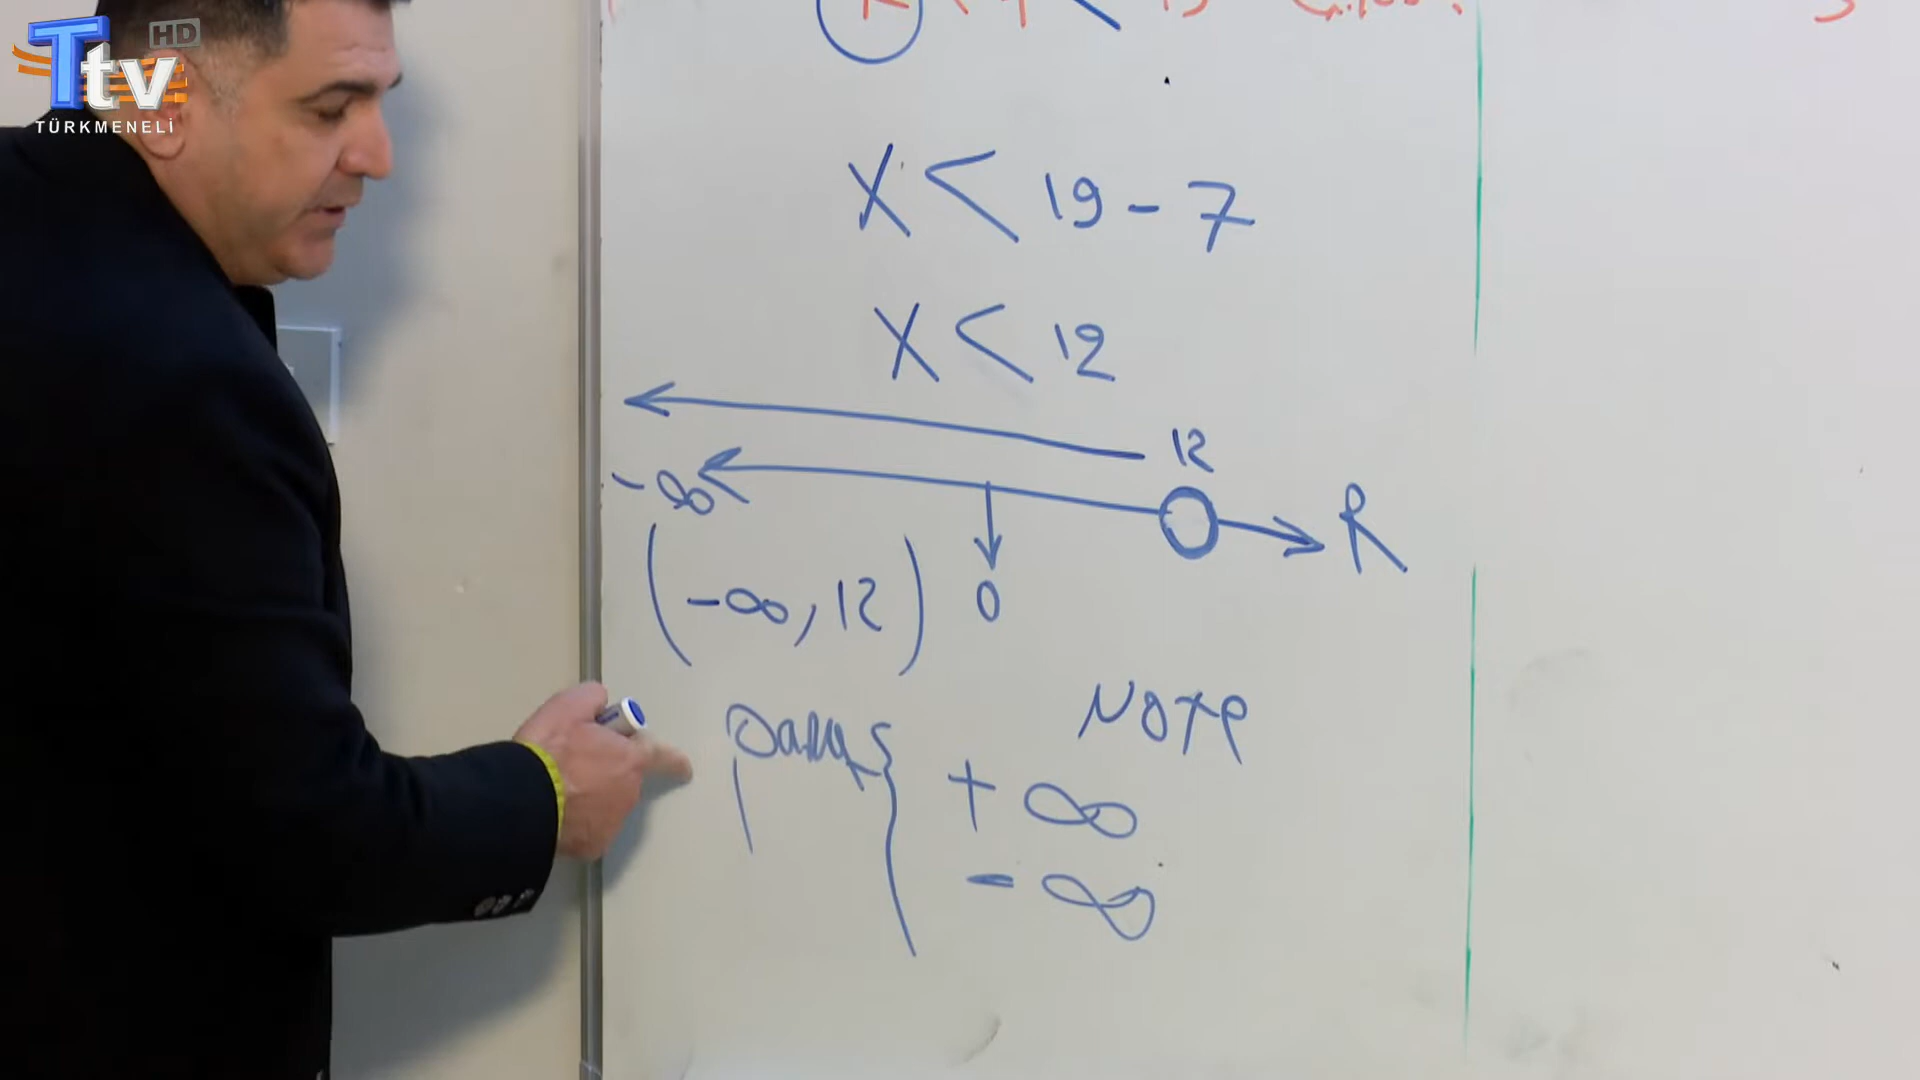 HD
Ttv
TÜRKMENELİ
X < 19 - 7
X < 12
12
-∞
R
0
(-∞, 12)
NOTE
+ ∞
- ∞